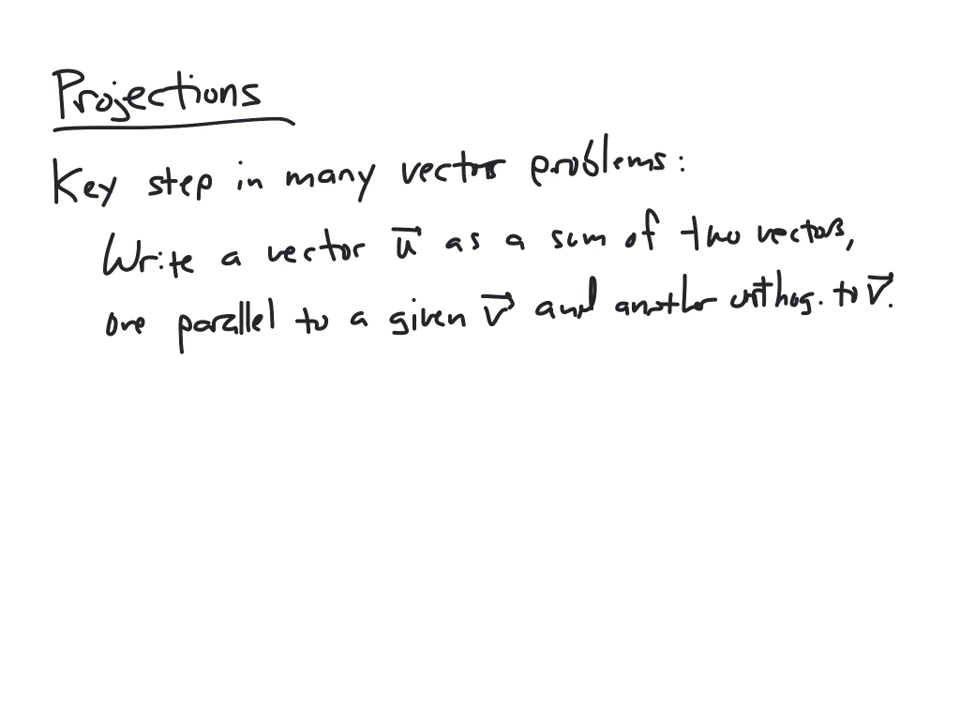 Projections
Key step in many vector problems:
Write a vector u⃗ as a sum of two vectors,
one parallel to a given v⃗ and another orthog. to v⃗.